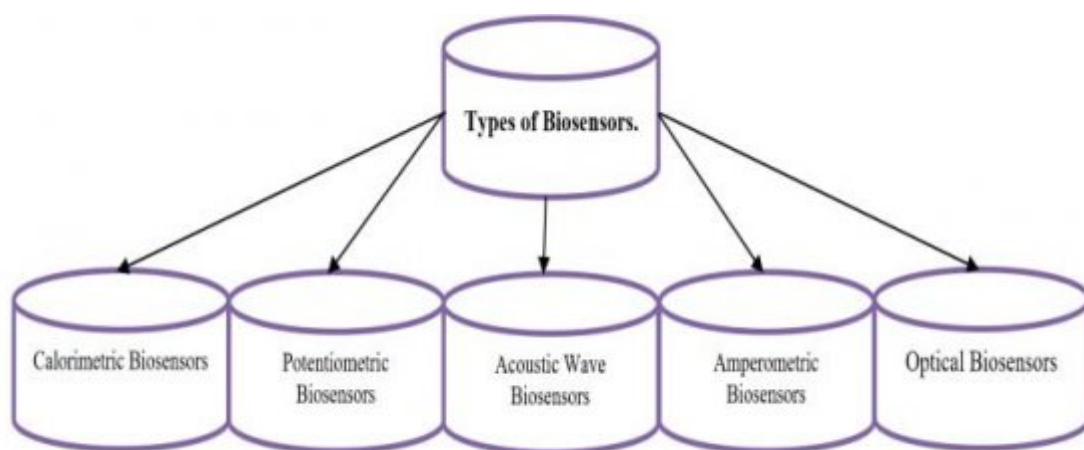 Types of Biosensors.
Calorimetric Biosensors
Potentiometric
Biosensors
Acoustic Wave
Biosensors
Amperometric
Biosensors
Optical Biosensors